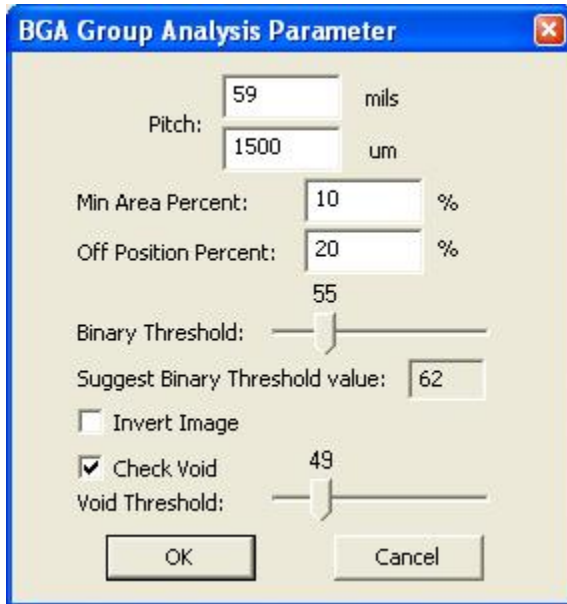 BGA Group Analysis Parameter
59 mils
Pitch:
1500 um
Min Area Percent: 10 %
Off Position Percent: 20 %
55
Binary Threshold:
Suggest Binary Threshold value: 62
Invert Image
Check Void 49
Void Threshold:
OK Cancel